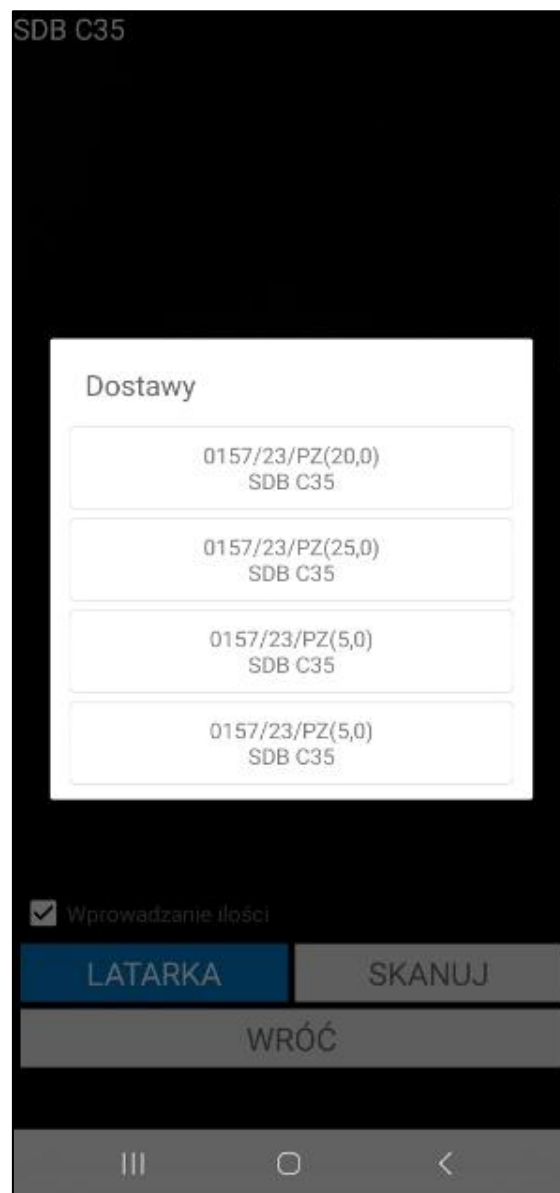 SDB C35
Dostawy
0157/23/PZ(20,0)
SDB C35
0157/23/PZ(25,0)
SDB C35
0157/23/PZ(5,0)
SDB C35
0157/23/PZ(5,0)
SDB C35
Wprowadzanie ilości
LATARKA SKANUJ
WRÓĆ